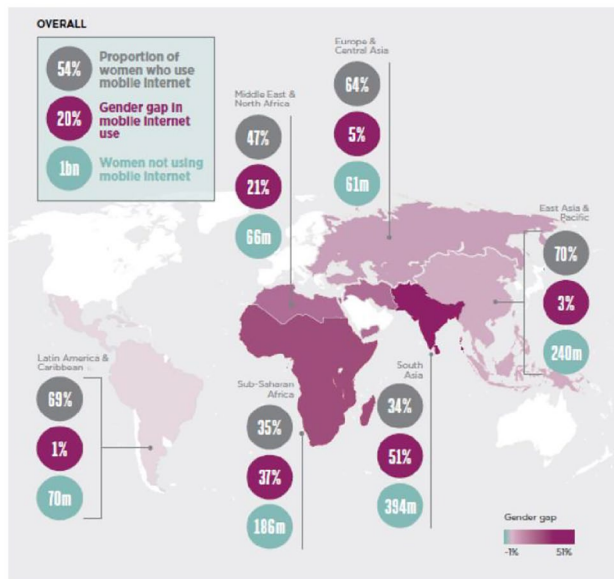 OVERALL
54%
Proportion of
women who use
mobile internet
20%
Gender gap in
mobile internet
use
1bn
Women not using
mobile internet
Europe &
Central Asia
64%
5%
61m
Middle East &
North Africa
47%
21%
66m
East Asia &
Pacific
70%
3%
240m
Latin America &
Caribbean
69%
1%
70m
Sub-Saharan
Africa
35%
37%
186m
South
Asia
34%
51%
394m
Gender gap
-1%
51%